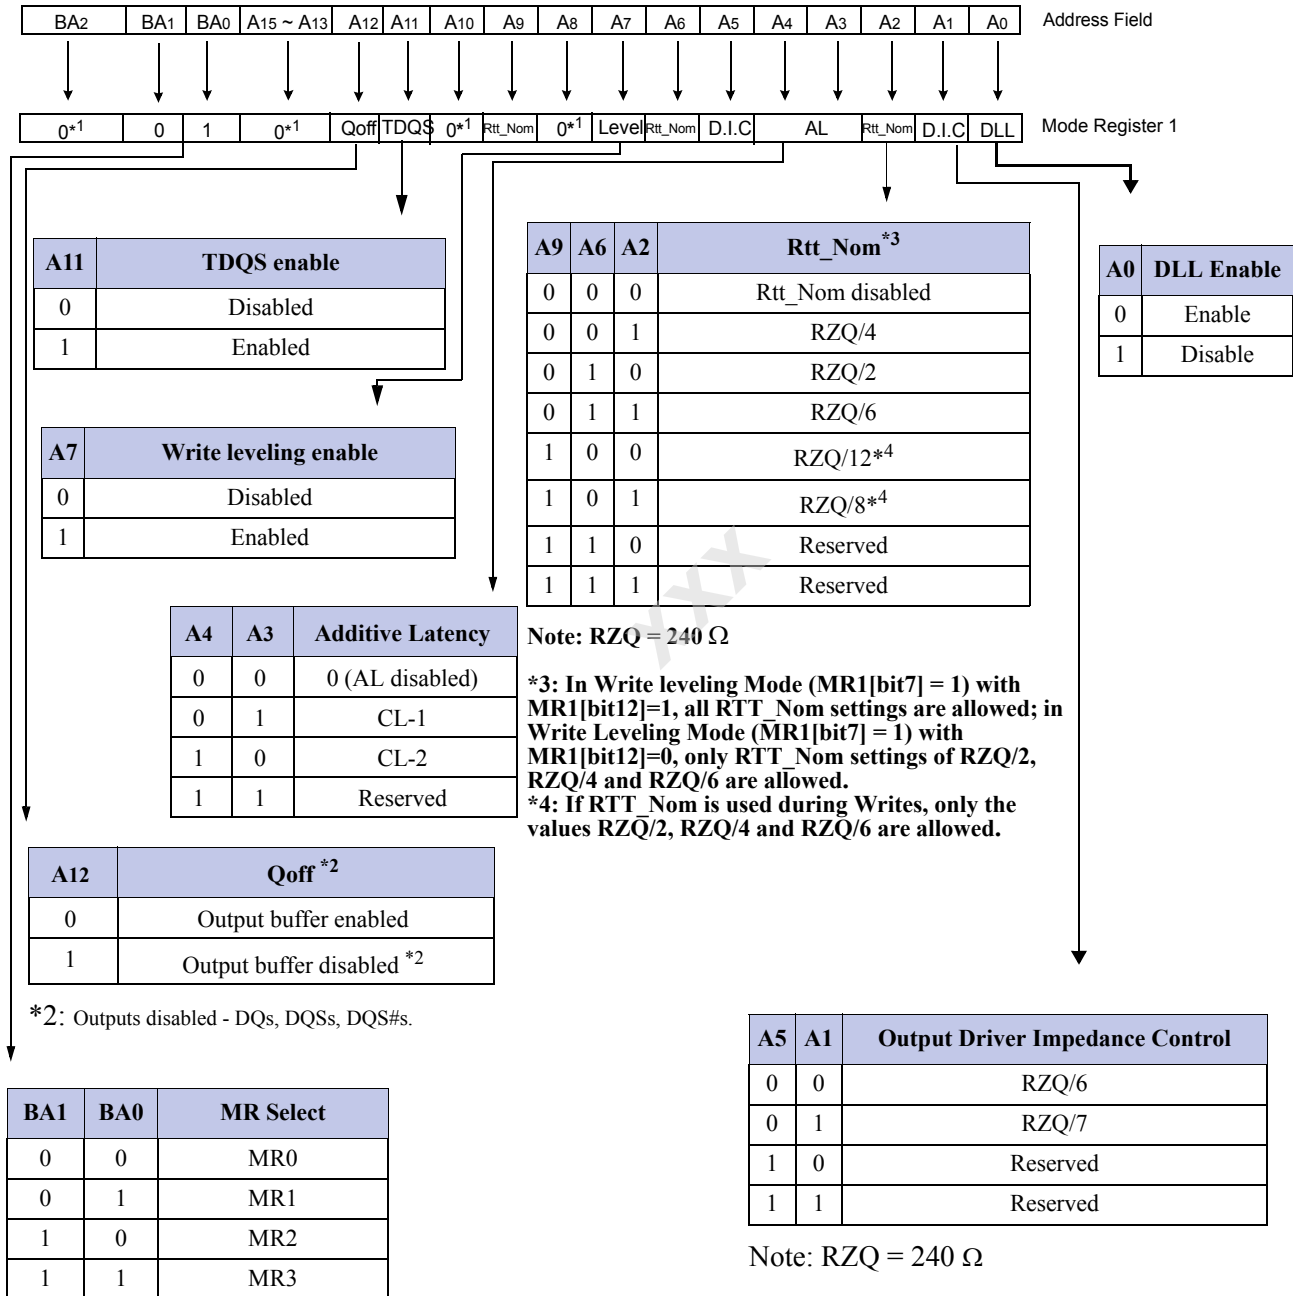 BA2 BA1 BA0 A15 ~ A13 A12 A11 A10 A9 A8 A7 A6 A5 A4 A3 A2 A1 A0 Address Field
0*1 0 1 0*1 Qoff TDQS 0*1 Rtt_Nom 0*1 Level Rtt_Nom D.I.C AL Rtt_Nom D.I.C DLL Mode Register 1
A11 TDQS enable
0 Disabled
1 Enabled
A9 A6 A2 Rtt_Nom*3
0 0 0 Rtt_Nom disabled
0 0 1 RZQ/4
0 1 0 RZQ/2
0 1 1 RZQ/6
1 0 0 RZQ/12*4
1 0 1 RZQ/8*4
1 1 0 Reserved
1 1 1 Reserved
A0 DLL Enable
0 Enable
1 Disable
A7 Write leveling enable
0 Disabled
1 Enabled
xxx
A4 A3 Additive Latency
0 0 0 (AL disabled)
0 1 CL-1
1 0 CL-2
1 1 Reserved
Note: RZQ = 240 Ω
*3: In Write leveling Mode (MR1[bit7] = 1) with
MR1[bit12]=1, all RTT_Nom settings are allowed; in
Write Leveling Mode (MR1[bit7] = 1) with
MR1[bit12]=0, only RTT_Nom settings of RZQ/2,
RZQ/4 and RZQ/6 are allowed.
*4: If RTT_Nom is used during Writes, only the
values RZQ/2, RZQ/4 and RZQ/6 are allowed.
A12 Qoff *2
0 Output buffer enabled
1 Output buffer disabled *2
*2: Outputs disabled - DQs, DQSs, DQS#s.
BA1 BA0 MR Select
0 0 MR0
0 1 MR1
1 0 MR2
1 1 MR3
A5 A1 Output Driver Impedance Control
0 0 RZQ/6
0 1 RZQ/7
1 0 Reserved
1 1 Reserved
Note: RZQ = 240 Ω